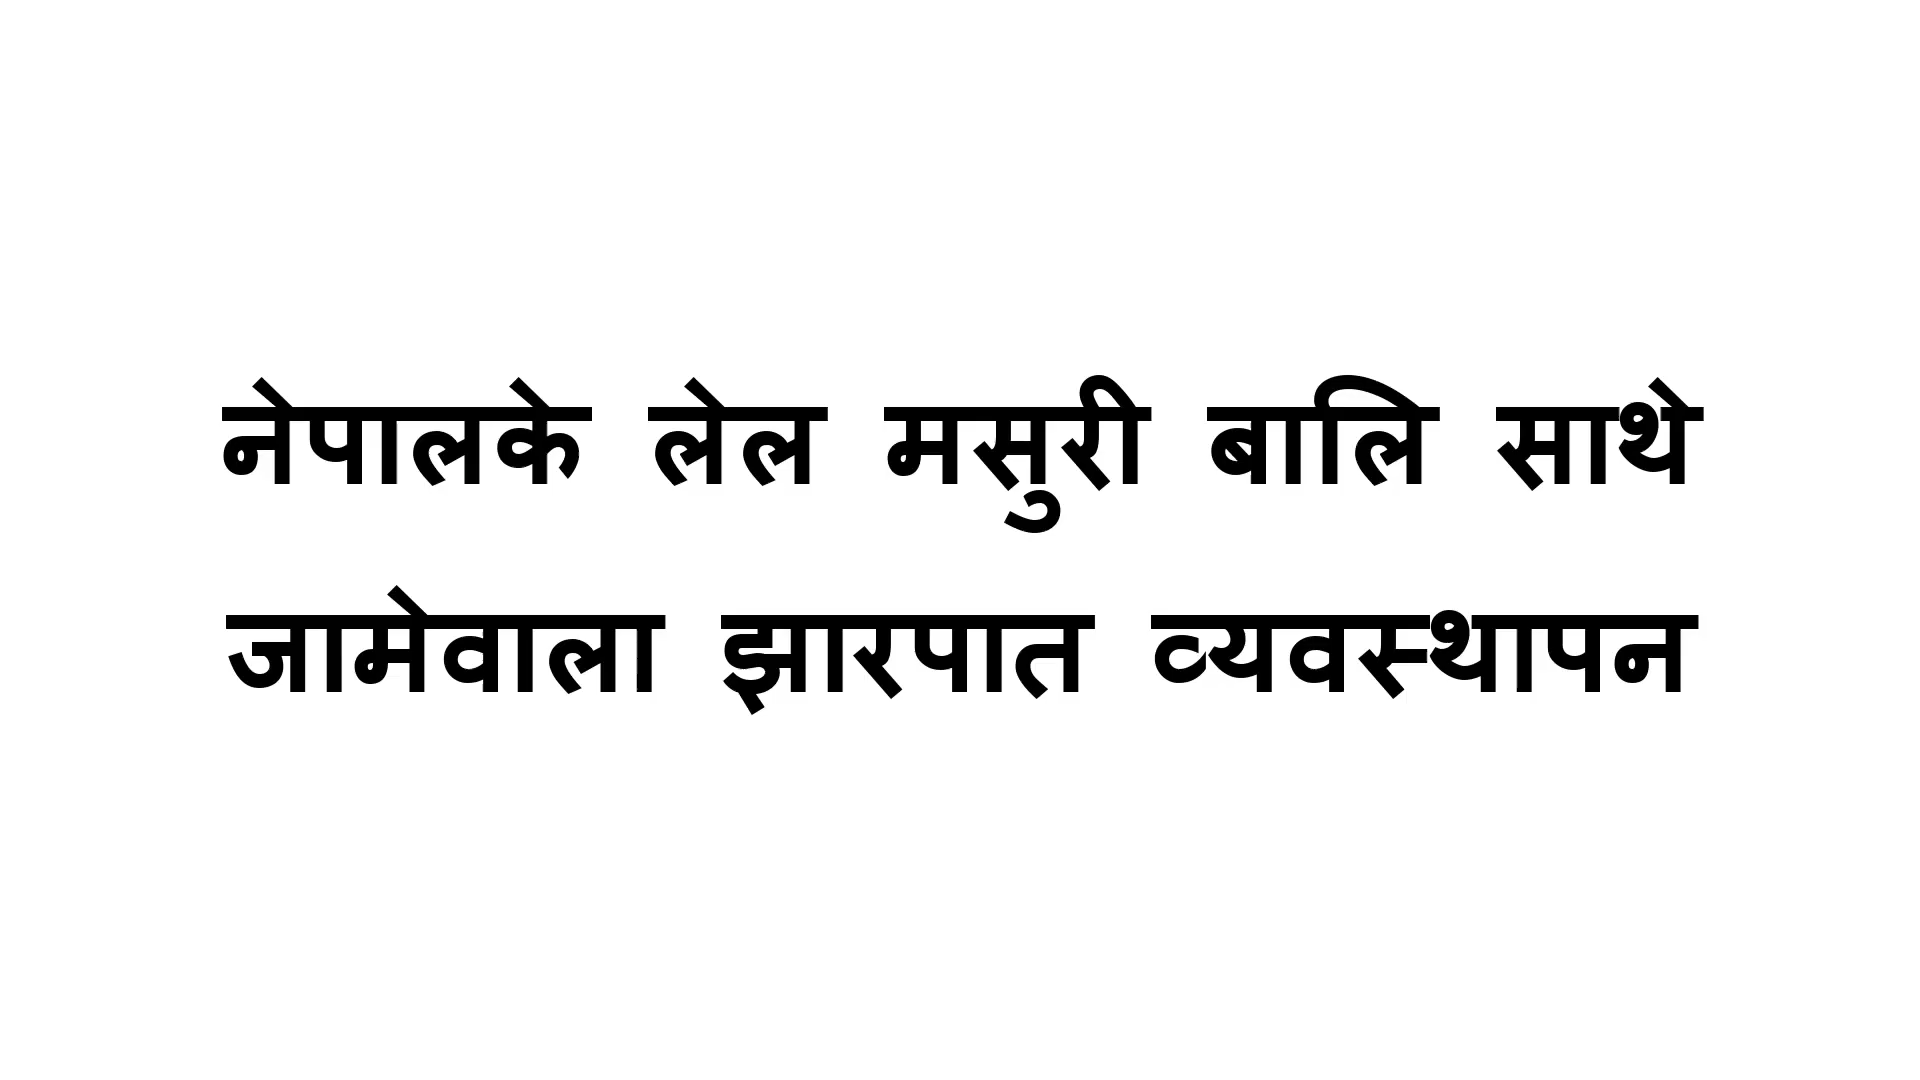 नेपालके लेल मसुरी बालि साथे
जामेवाला झारपात व्यवस्थापन